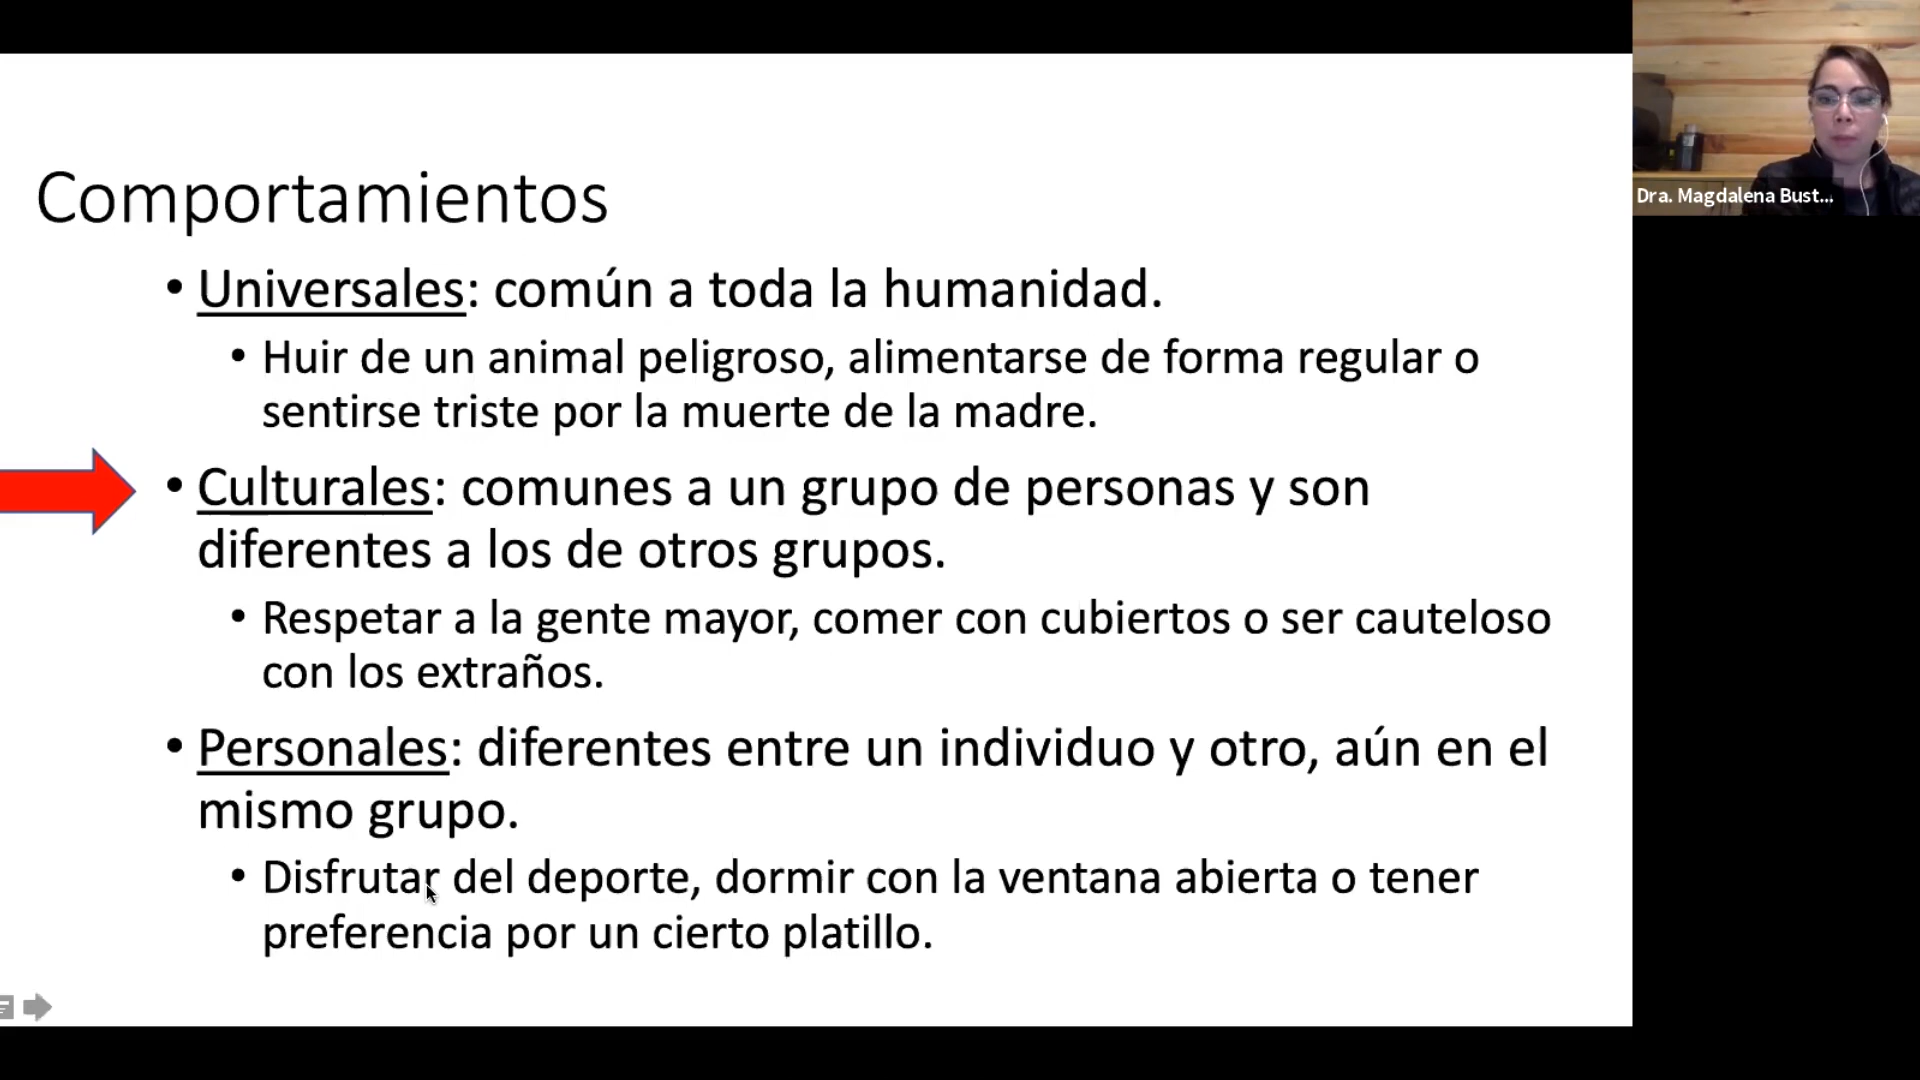 Comportamientos
• Universales: común a toda la humanidad.
• Huir de un animal peligroso, alimentarse de forma regular o
sentirse triste por la muerte de la madre.
• Culturales: comunes a un grupo de personas y son
diferentes a los de otros grupos.
• Respetar a la gente mayor, comer con cubiertos o ser cauteloso
con los extraños.
• Personales: diferentes entre un individuo y otro, aún en el
mismo grupo.
• Disfrutar del deporte, dormir con la ventana abierta o tener
preferencia por un cierto platillo.
Dra. Magdalena Bust...